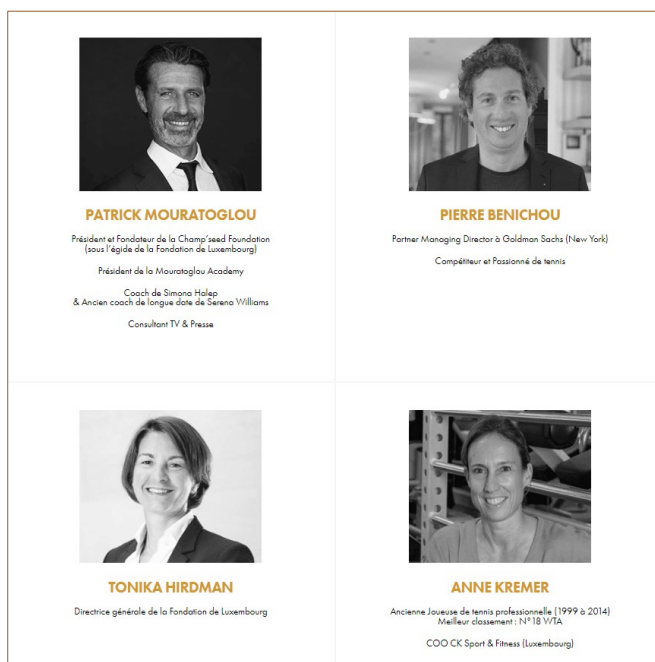 PATRICK MOURATOGLOU
Président et Fondateur de la Champ'seed Foundation
(sous l'égide de la Fondation de Luxembourg)
Président de la Mouratoglou Academy
Coach de Simona Halep
& Ancien coach de longue date de Serena Williams
Consultant TV & Presse
PIERRE BENICHOU
Partner Managing Director à Goldman Sachs (New York)
Compétiteur et Passionné de tennis
TONIKA HIRDMAN
Directrice générale de la Fondation de Luxembourg
ANNE KREMER
Ancienne Joueuse de tennis professionnelle (1999 à 2014)
Meilleur classement : N°18 WTA
COO CK Sport & Fitness (Luxembourg)